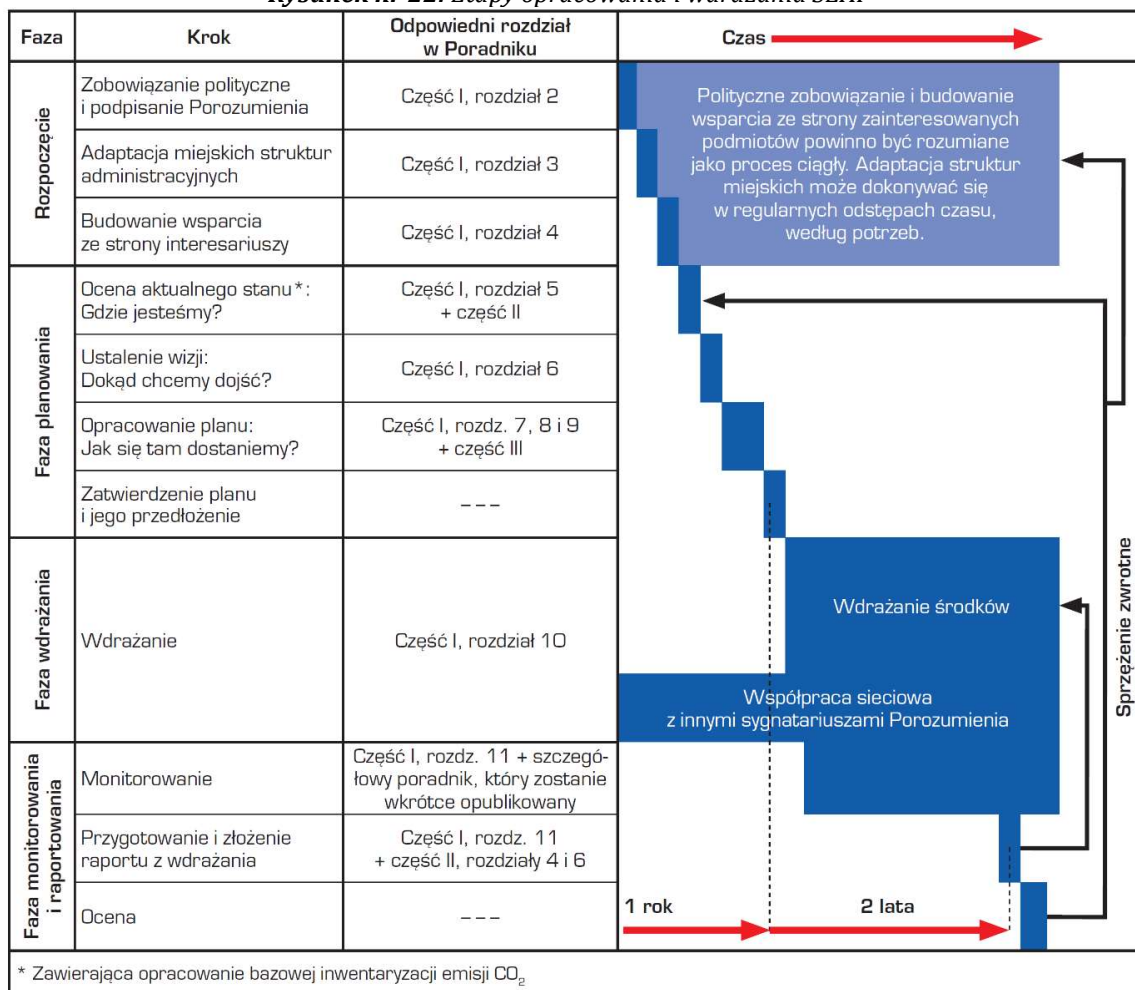 Rysunek nr Etapy opracowania i wdrażania
Faza
Krok
Odpowiedni rozdział
w Poradniku
Czas
Rozpoczęcie
Zobowiązanie polityczne
i podpisanie Porozumienia
Część I, rozdział 2
Adaptacja miejskich struktur
administracyjnych
Część I, rozdział 3
Budowanie wsparcia
ze strony interesariuszy
Część I, rozdział 4
Polityczne zobowiązanie i budowanie
wsparcia ze strony zainteresowanych
podmiotów powinno być rozumiane
jako proces ciągły. Adaptacja struktur
miejskich może dokonywać się
w regularnych odstępach czasu,
według potrzeb.
Faza planowania
Ocena aktualnego stanu*:
Gdzie jesteśmy?
Część I, rozdział 5
+ część II
Ustalenie wizji:
Dokąd chcemy dojść?
Część I, rozdział 6
Opracowanie planu:
Jak się tam dostaniemy?
Część I, rozdz. 7, 8 i 9
+ część III
Zatwierdzenie planu
i jego przedłożenie
– – –
Faza wdrażania
Wdrażanie
Część I, rozdział 10
Wdrażanie środków
Współpraca sieciowa
z innymi sygnatariuszami Porozumienia
Faza monitorowania
i raportowania
Monitorowanie
Część I, rozdz. 11 + szczegó-
łowy poradnik, który zostanie
wkrótce opublikowany
Przygotowanie i złożenie
raportu z wdrażania
Część I, rozdz. 11
+ część II, rozdziały 4 i 6
Ocena
– – –
1 rok
2 lata
Sprzężenie zwrotne
* Zawierająca opracowanie bazowej inwentaryzacji emisji CO₂